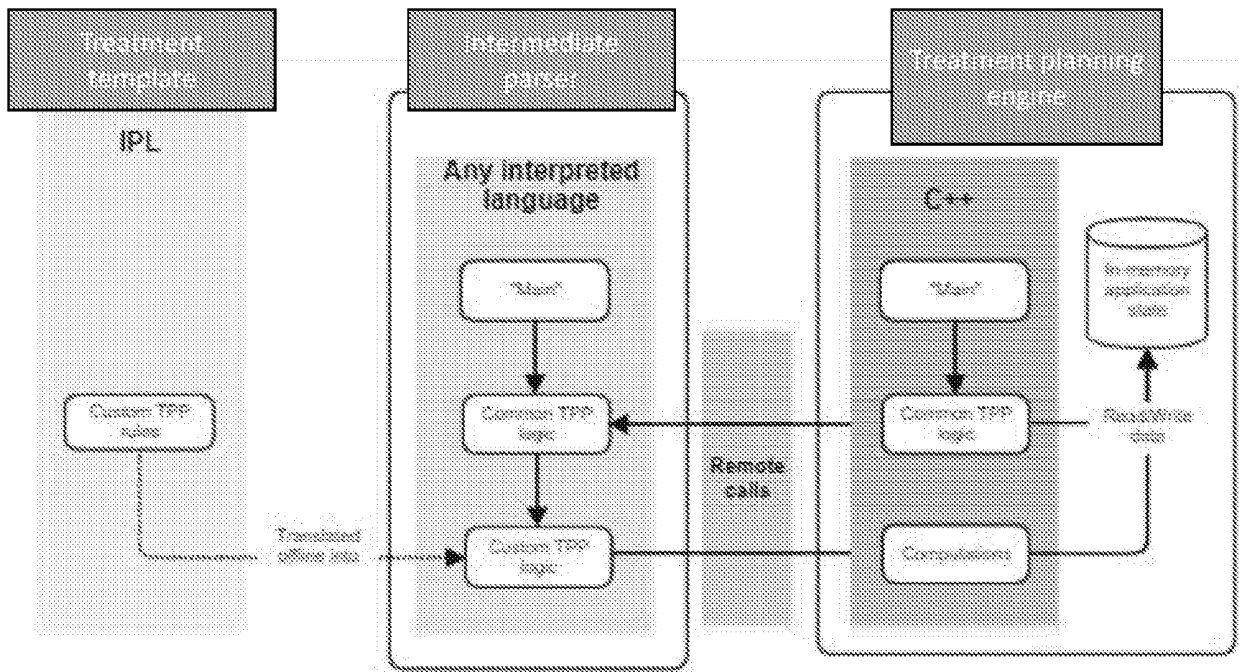 Treatment
template
intermediate
parser
Treatment planning
engine
IPL
Any interpreted
language
C++
"Main"
"Main"
In-memory
application
state
Custom TPP
rules
Common TPP
logic
Common TPP
logic
Read/Write
data
Remote
calls
Translated
offline into
Custom TPP
logic
Computations